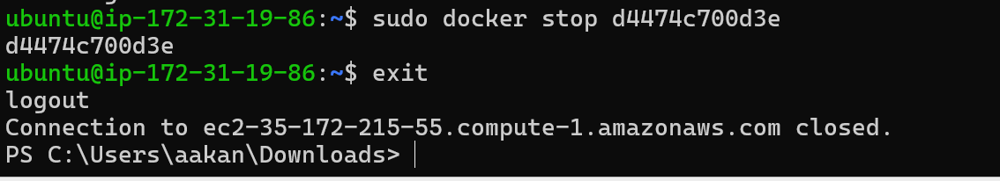 ubuntu@ip-172-31-19-86:~$ sudo docker stop d4474c700d3e
d4474c700d3e
ubuntu@ip-172-31-19-86:~$ exit
logout
Connection to ec2-35-172-215-55.compute-1.amazonaws.com closed.
PS C:\Users\aakan\Downloads>